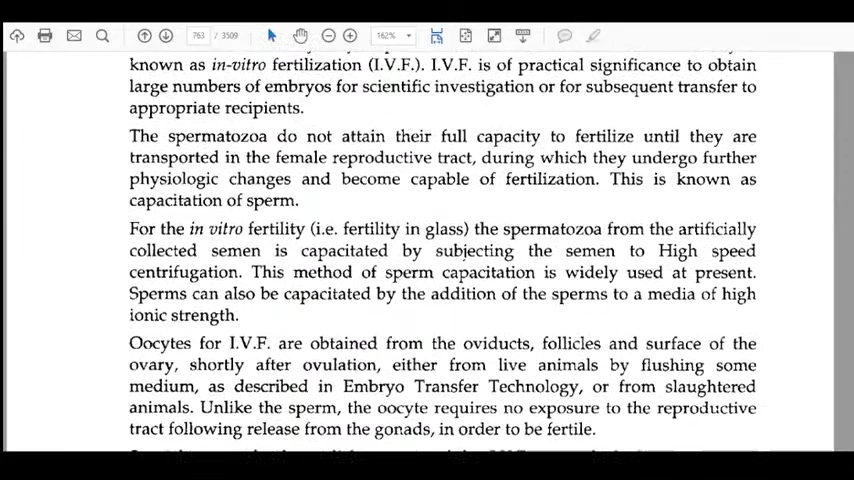 763 / 3509
162%
known as in-vitro fertilization (I.V.F.). I.V.F. is of practical significance to obtain
large numbers of embryos for scientific investigation or for subsequent transfer to
appropriate recipients.
The spermatozoa do not attain their full capacity to fertilize until they are
transported in the female reproductive tract, during which they undergo further
physiologic changes and become capable of fertilization. This is known as
capacitation of sperm.
For the in vitro fertility (i.e. fertility in glass) the spermatozoa from the artificially
collected semen is capacitated by subjecting the semen to High speed
centrifugation. This method of sperm capacitation is widely used at present.
Sperms can also be capacitated by the addition of the sperms to a media of high
ionic strength.
Oocytes for I.V.F. are obtained from the oviducts, follicles and surface of the
ovary, shortly after ovulation, either from live animals by flushing some
medium, as described in Embryo Transfer Technology, or from slaughtered
animals. Unlike the sperm, the oocyte requires no exposure to the reproductive
tract following release from the gonads, in order to be fertile.